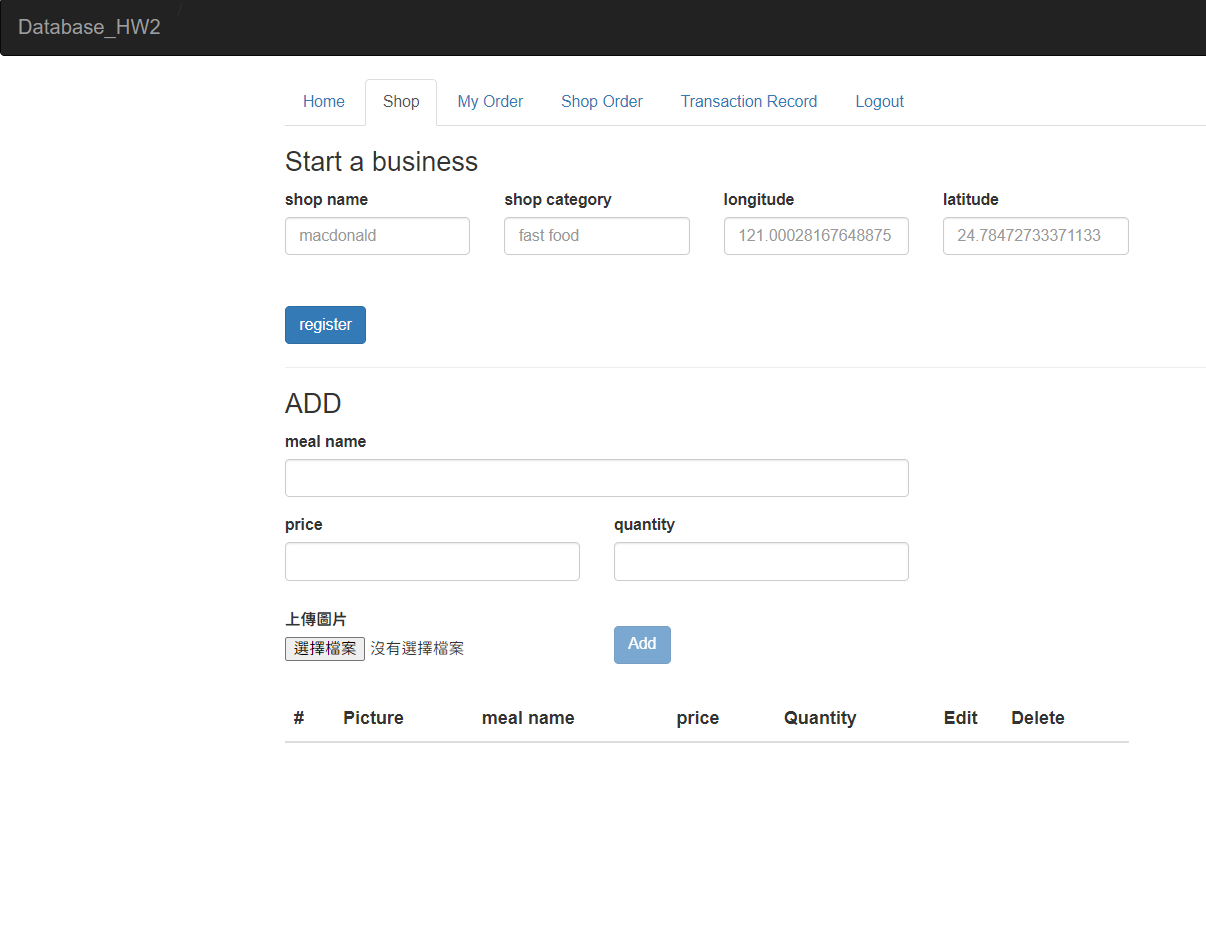 Database_HW2
Home Shop My Order Shop Order Transaction Record Logout
Start a business
shop name shop category longitude latitude
macdonald fast food 121.00028167648875 24.78472733371133
register
ADD
meal name
price quantity
上傳圖片
選擇檔案 沒有選擇檔案 Add
# Picture meal name price Quantity Edit Delete